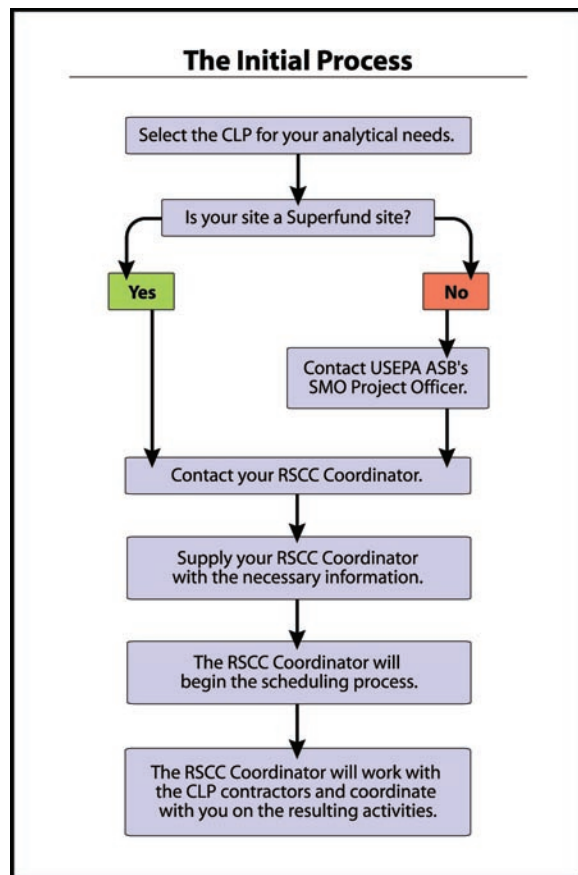 The Initial Process
Select the CLP for your analytical needs.
Is your site a Superfund site?
Yes
No
Contact USEPA ASB's
SMO Project Officer.
Contact your RSCC Coordinator.
Supply your RSCC Coordinator
with the necessary information.
The RSCC Coordinator will
begin the scheduling process.
The RSCC Coordinator will work with
the CLP contractors and coordinate
with you on the resulting activities.